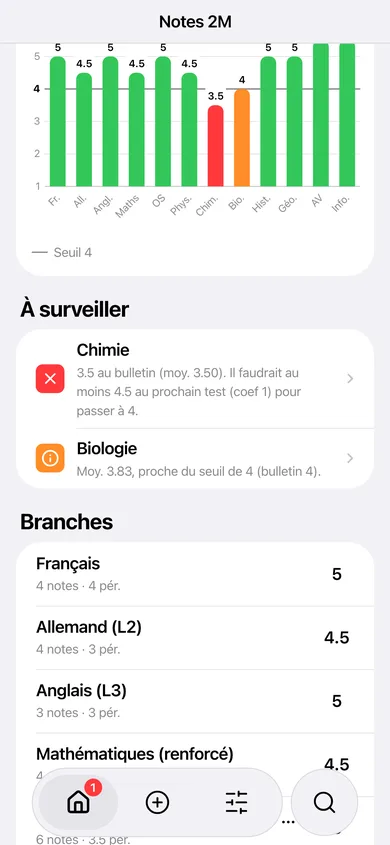 Notes 2M
5 5 5 5 5
4.5 4.5 4.5
4
3.5
5
4
3
2
1
Fr. All. Angl. Maths OS Phys. Chim. Bio. Hist. Géo. AV Info.
Seuil 4
À surveiller
Chimie
3.5 au bulletin (moy. 3.50). Il faudrait au
moins 4.5 au prochain test (coef 1) pour
passer à 4.
Biologie
Moy. 3.83, proche du seuil de 4 (bulletin 4).
Branches
Français
4 notes · 4 pér.
5
Allemand (L2)
4 notes · 3 pér.
4.5
Anglais (L3)
3 notes · 3 pér.
5
Mathématiques (renforcé)
4.5
4
1
6 notes · 3.5 pér.